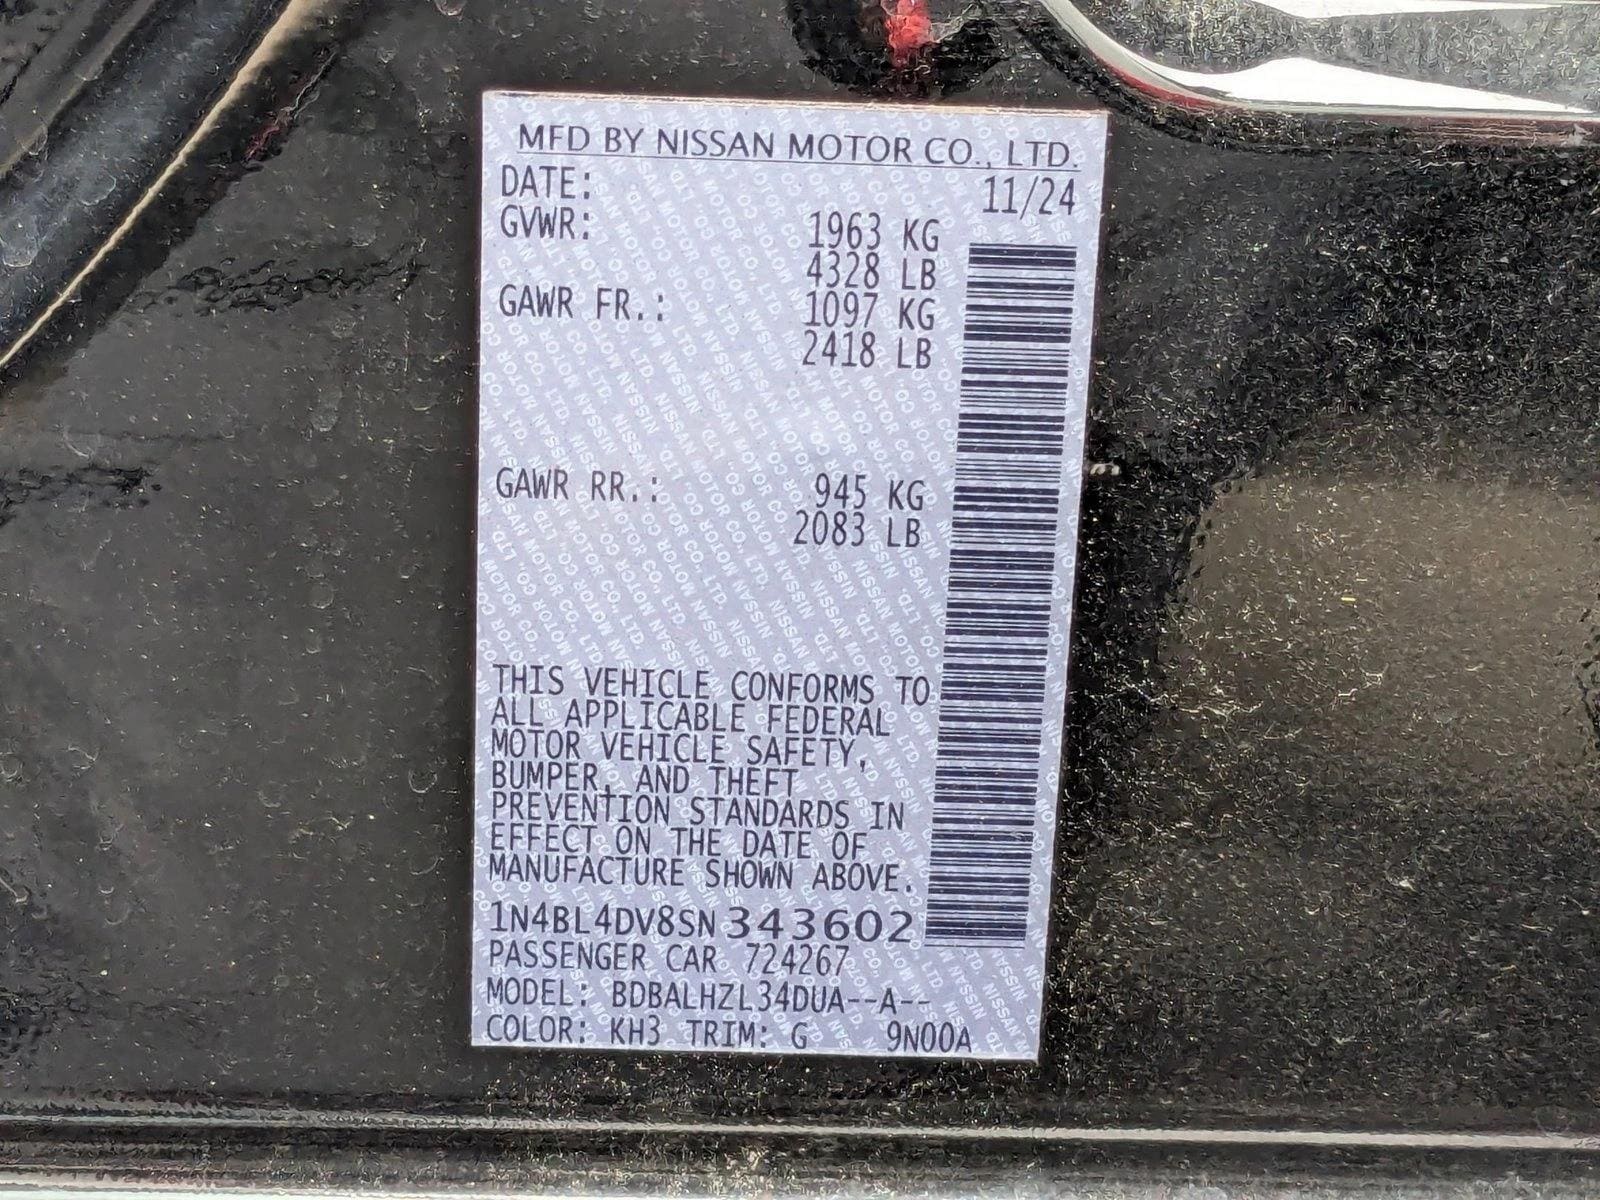 MFD BY NISSAN MOTOR CO., LTD.
DATE: 11/24
GVWR: 1963 KG
4328 LB
GAWR FR.: 1097 KG
2418 LB
GAWR RR.: 945 KG
2083 LB
THIS VEHICLE CONFORMS TO
ALL APPLICABLE FEDERAL
MOTOR VEHICLE SAFETY,
BUMPER, AND THEFT
PREVENTION STANDARDS IN
EFFECT ON THE DATE OF
MANUFACTURE SHOWN ABOVE.
1N4BL4DV8SN343602
PASSENGER CAR 724267
MODEL: BDBALHZL34DUA--A--
COLOR: KH3 TRIM: G 9N00A